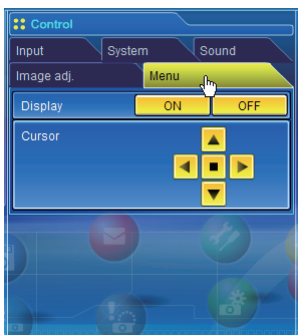 Control
Input System Sound
Image adj. Menu
Display ON OFF
Cursor